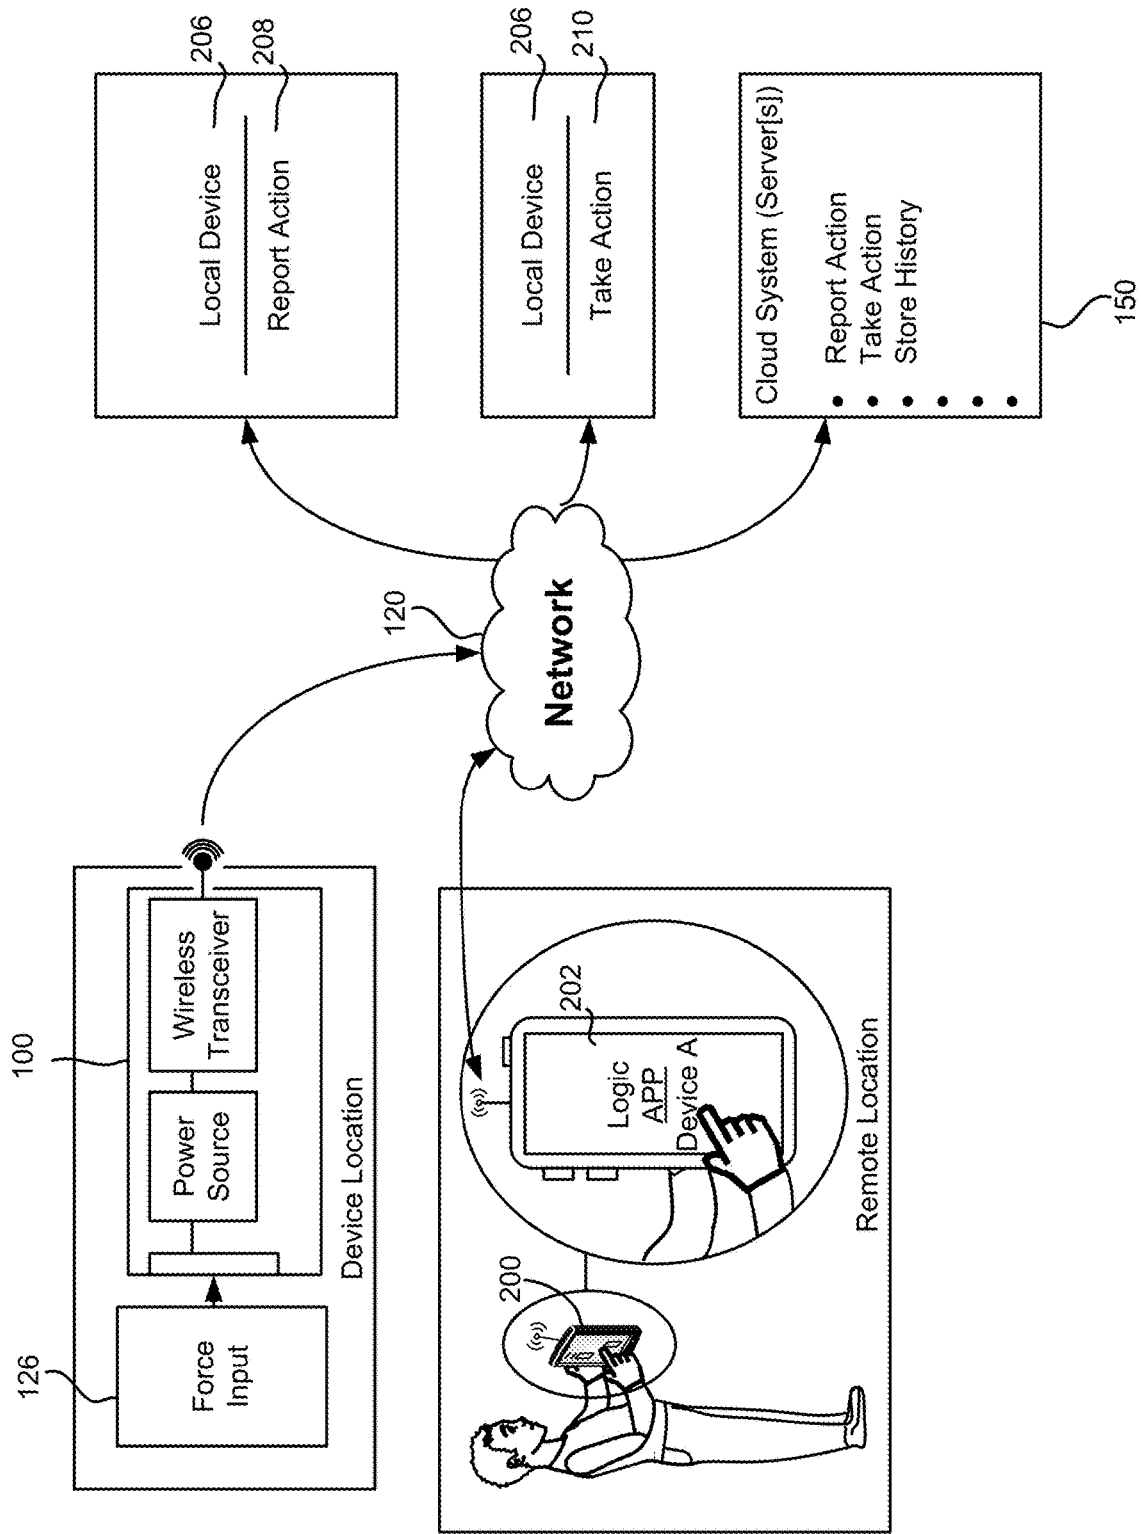 126
Force
Input
100
Power
Source
Wireless
Transceiver
Device Location
120
Network
200
202
Logic
APP
Device A
Remote Location
206
208
Local Device
Report Action
206
210
Local Device
Take Action
Cloud System (Server[s])
• Report Action
• Take Action
• Store History
•
•
•
150